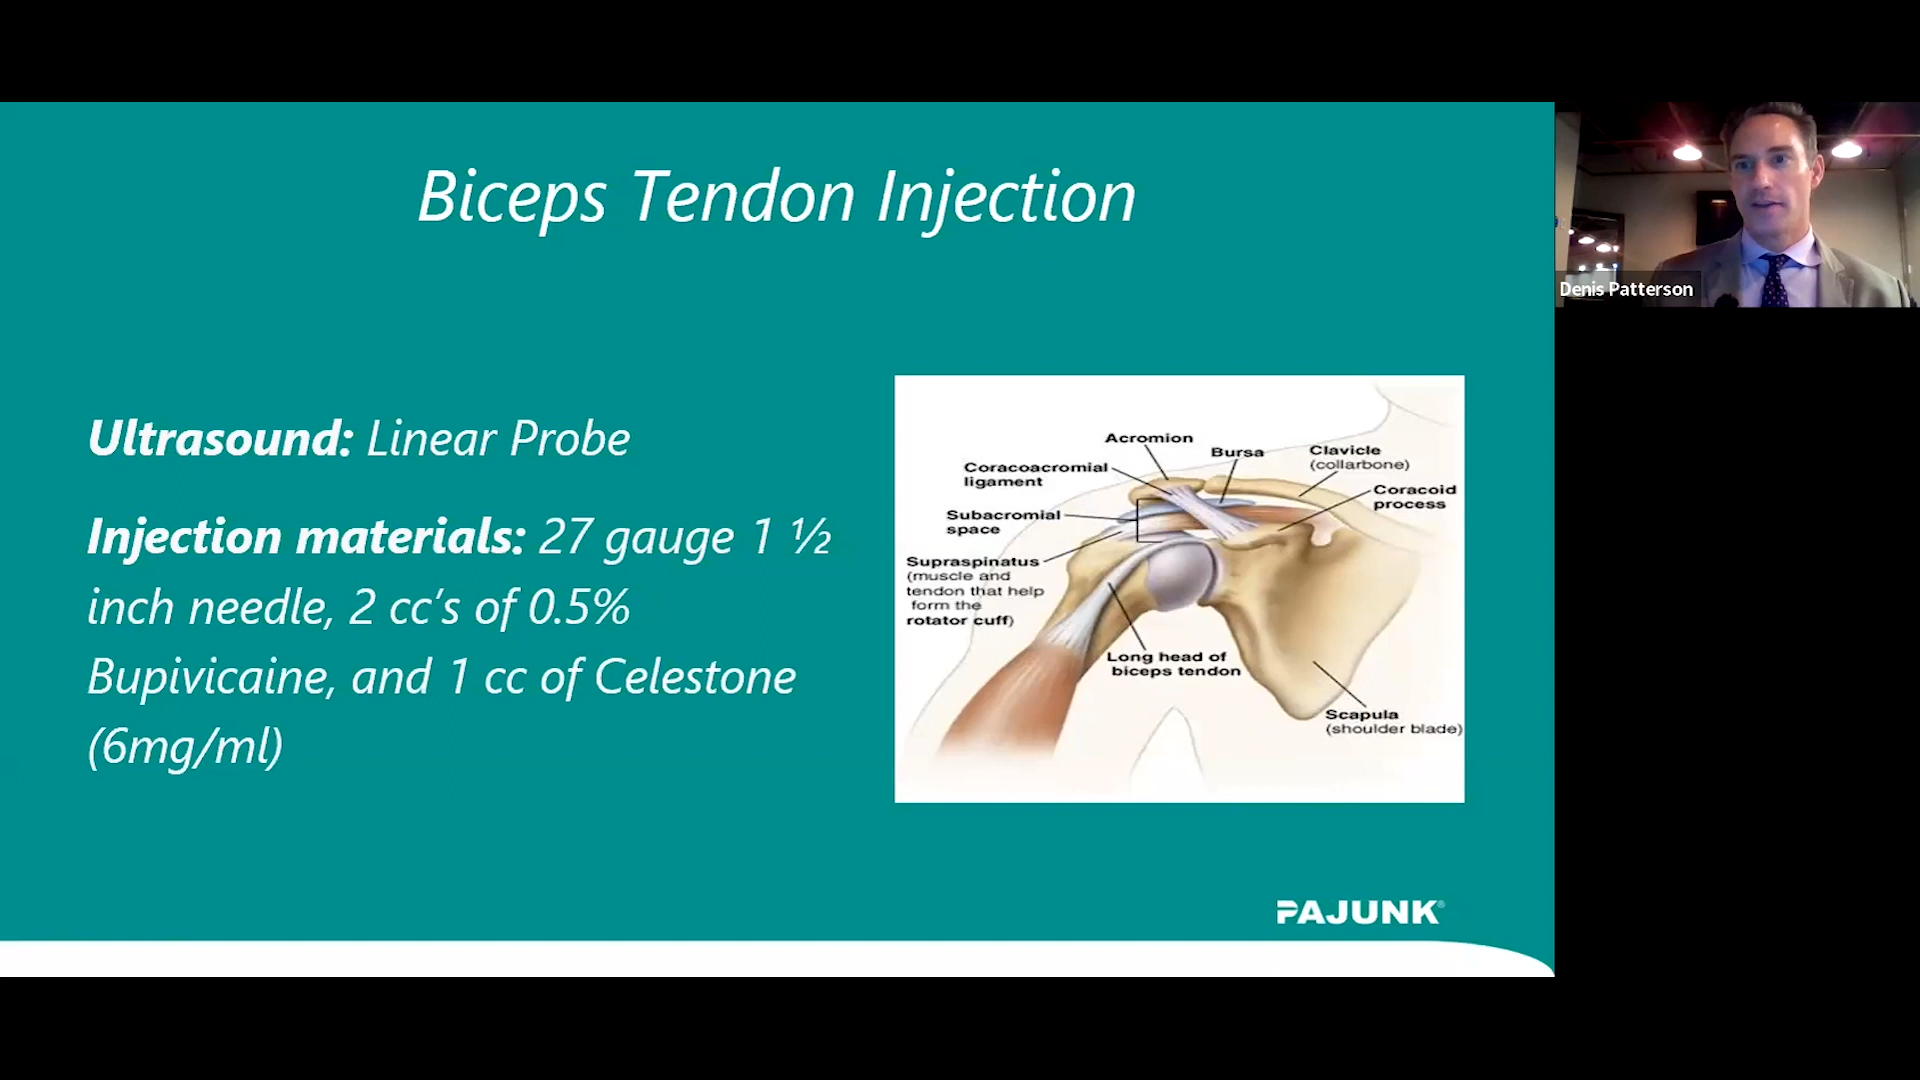 Biceps Tendon Injection
Ultrasound: Linear Probe
Injection materials: 27 gauge 1 ½
inch needle, 2 cc’s of 0.5%
Bupivicaine, and 1 cc of Celestone
(6mg/ml)
Acromion
Bursa
Clavicle
(collarbone)
Coracoacromial
ligament
Coracoid
process
Subacromial
space
Supraspinatus
(muscle and
tendon that help
form the
rotator cuff)
Long head of
biceps tendon
Scapula
(shoulder blade)
PAJUNK®
Denis Patterson